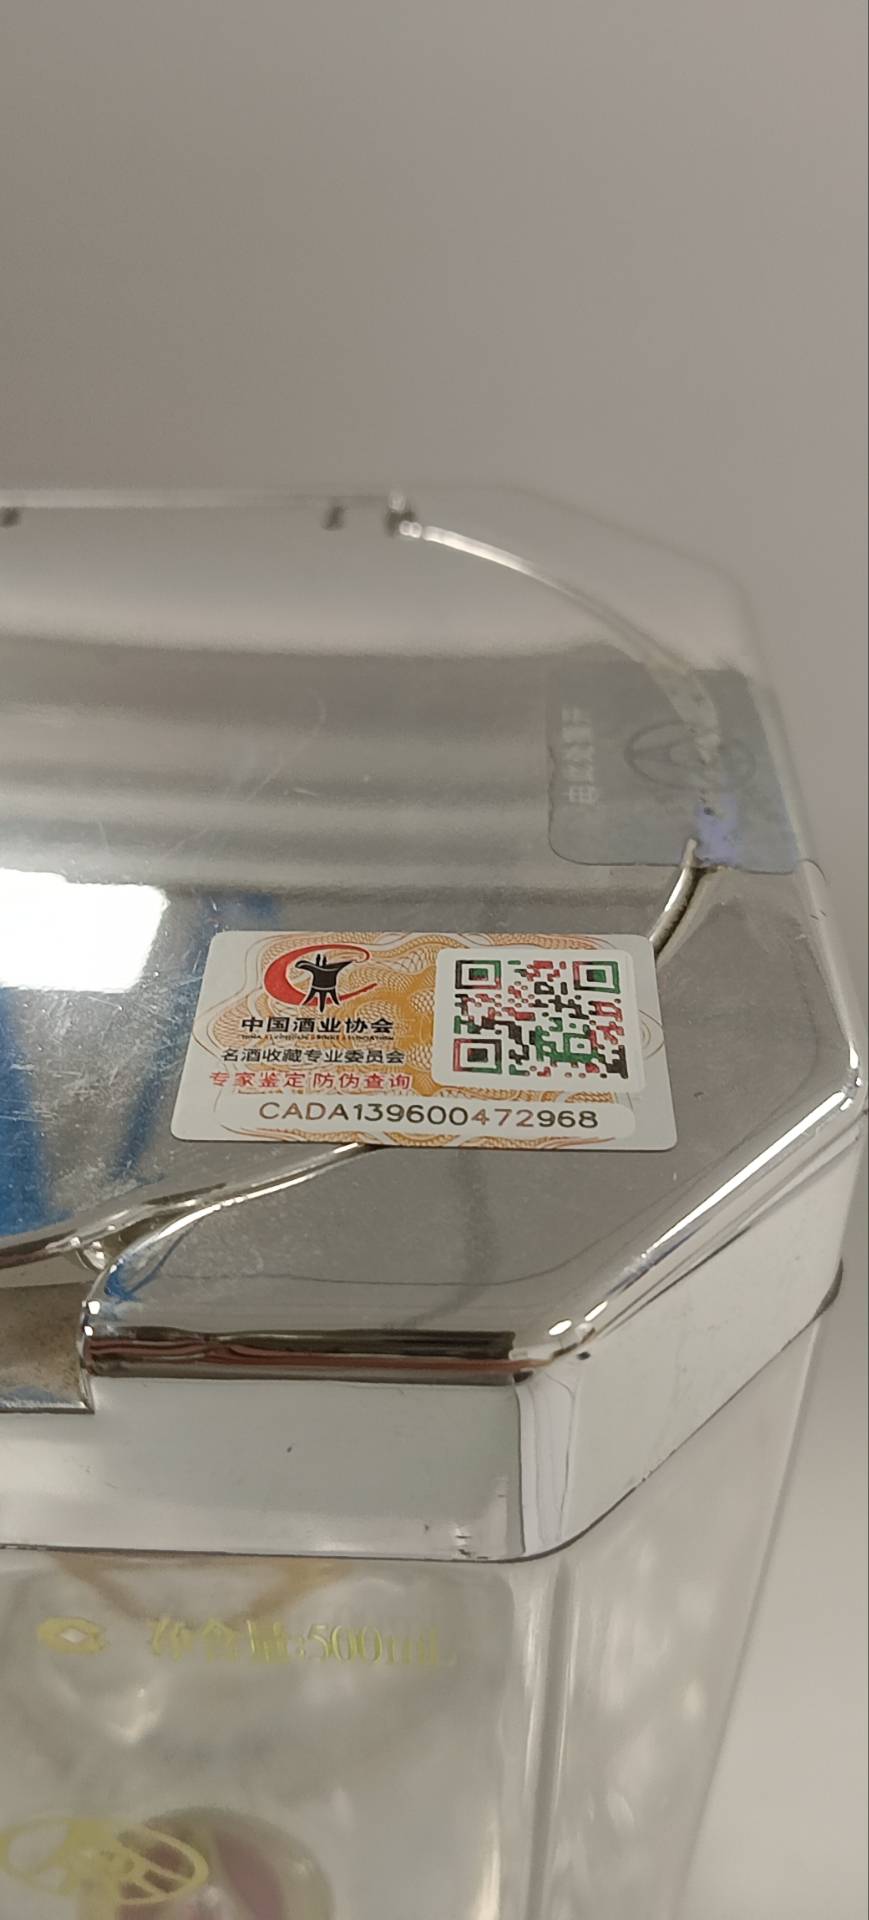 中国酒业协会
名酒收藏专业委员会
专家鉴定 防伪查询
CADA139600472968
净含量:500mL